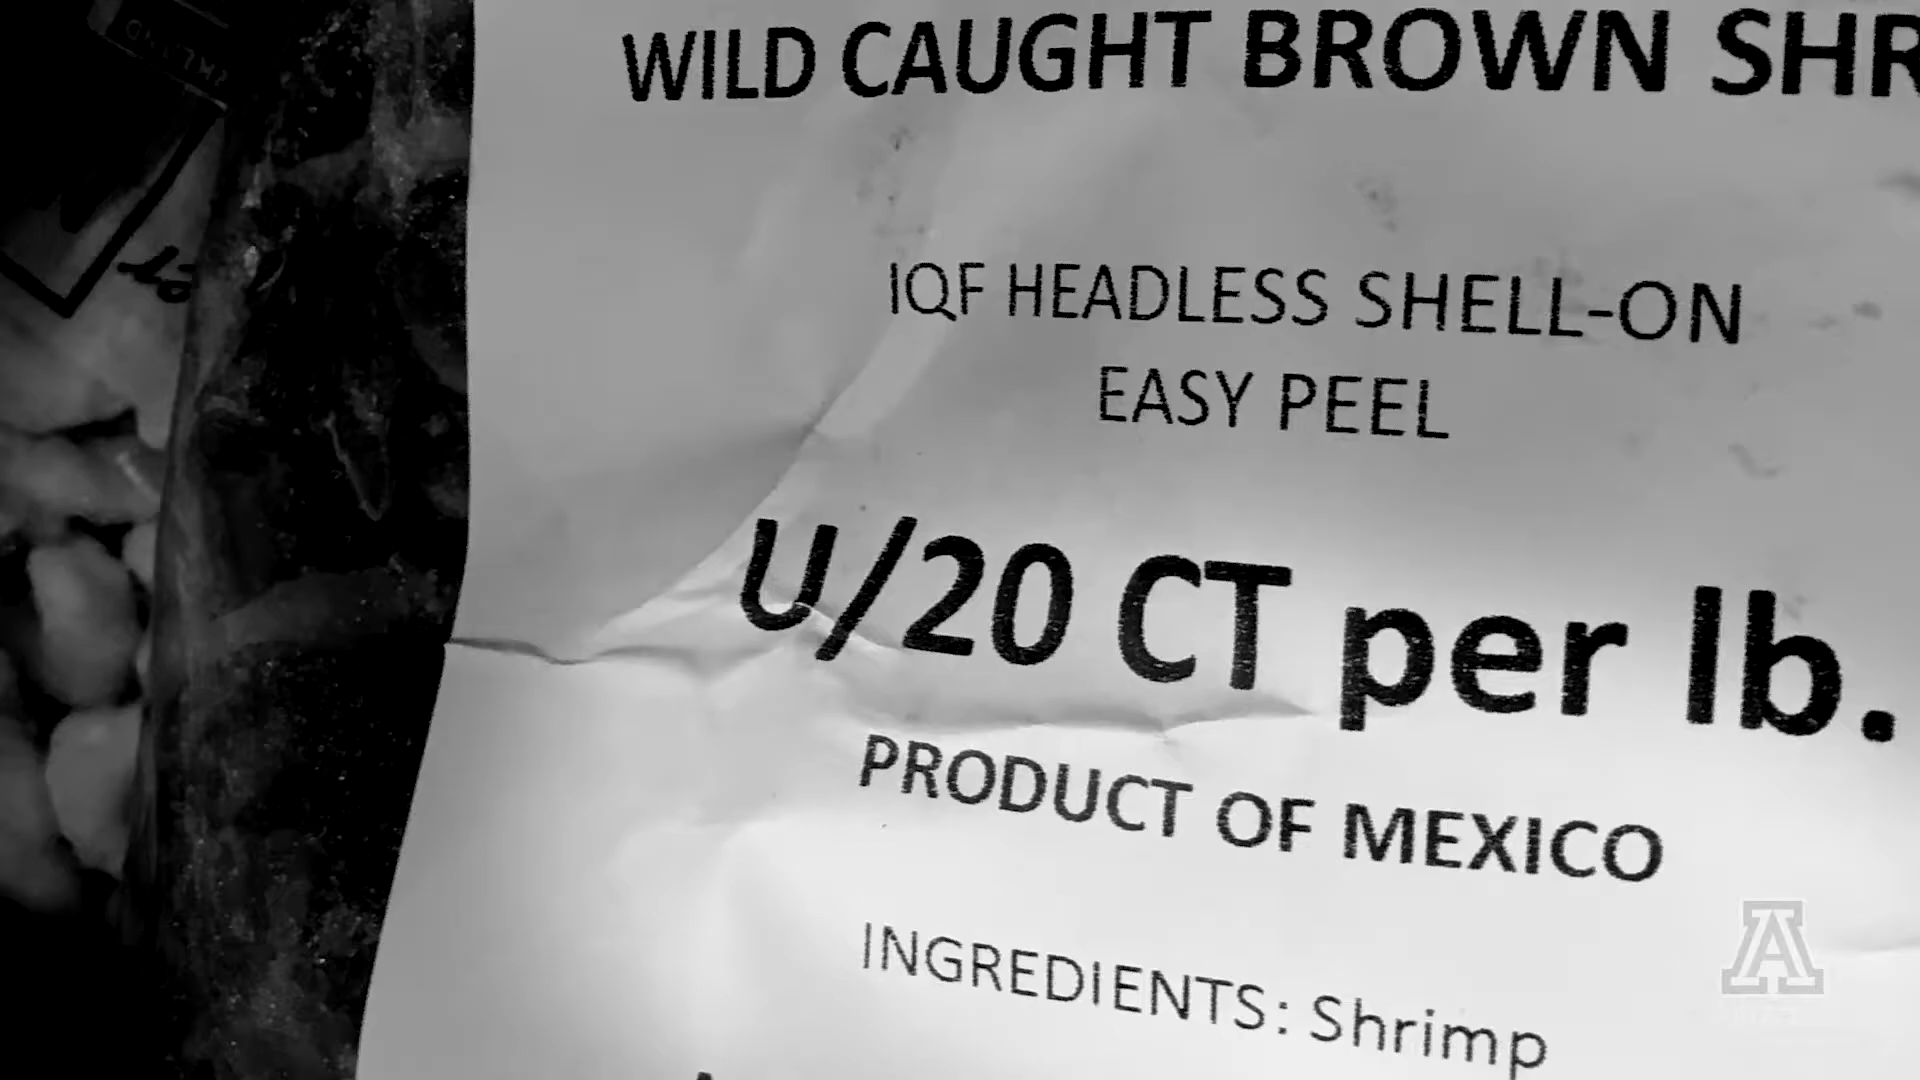 WILD CAUGHT BROWN SHR
IQF HEADLESS SHELL-ON
EASY PEEL
U/20 CT per lb.
PRODUCT OF MEXICO
INGREDIENTS: Shrimp
A